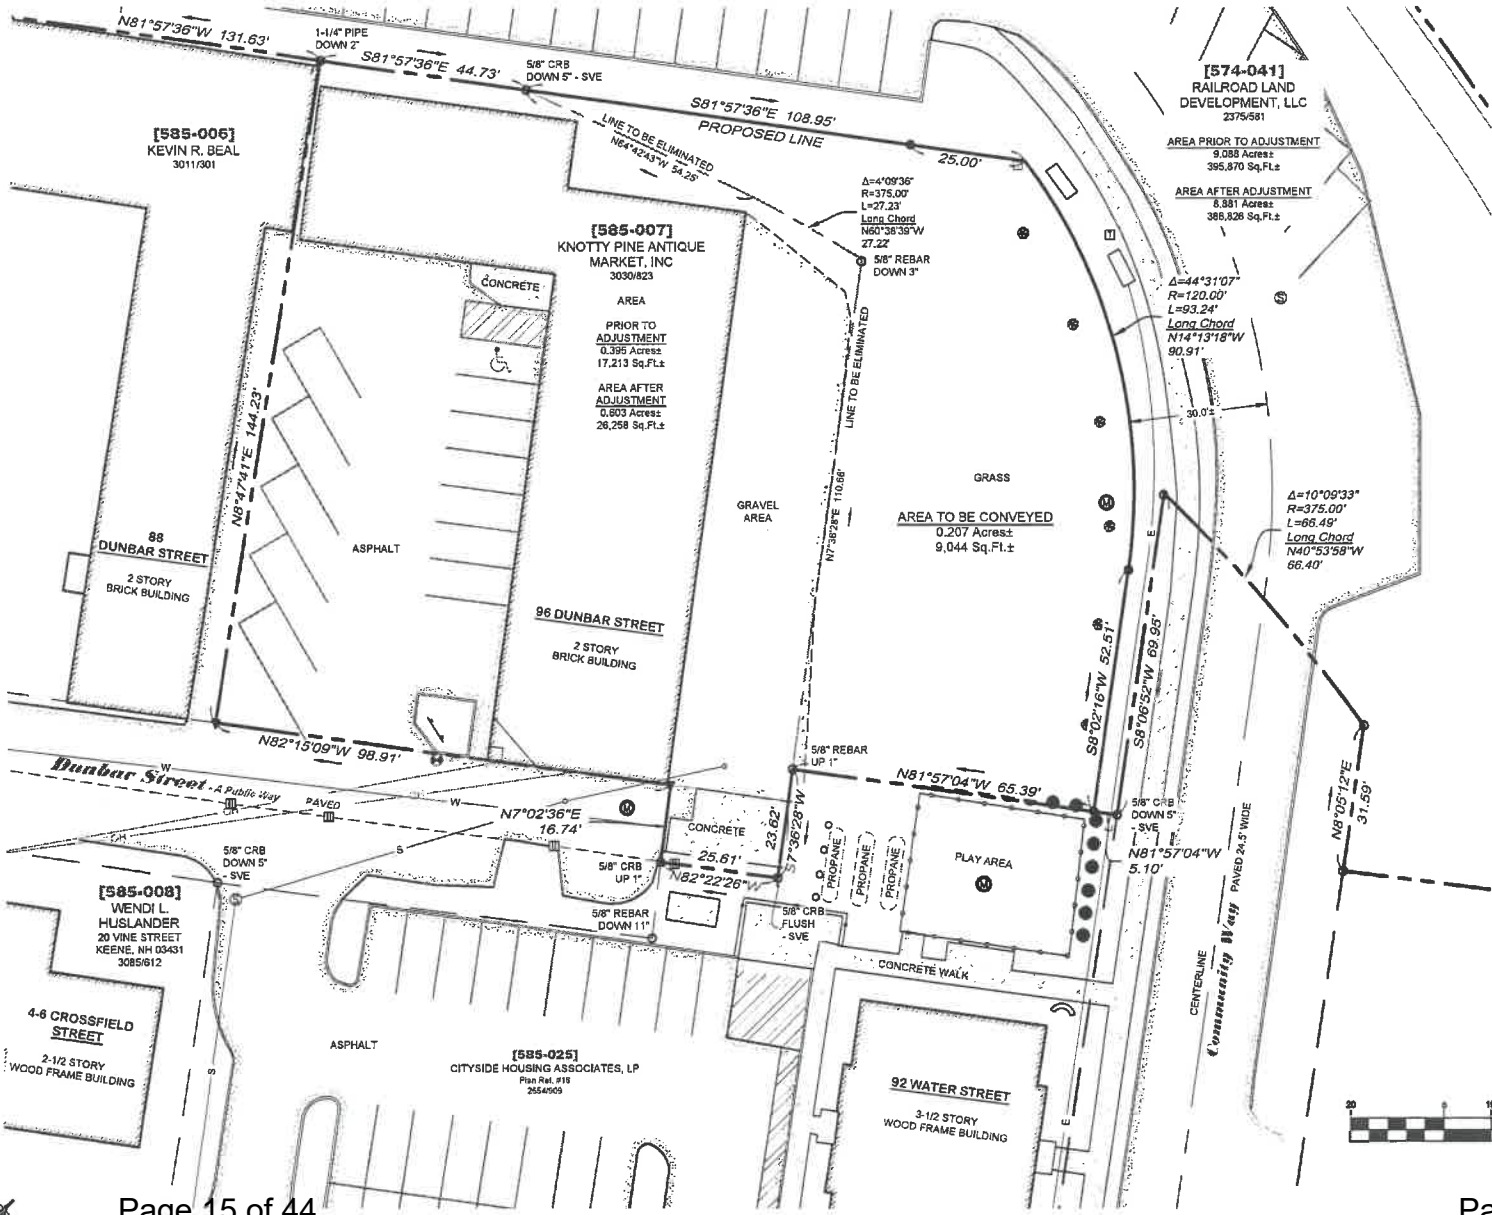 N81°57'36"W 131.63'
1-1/4" PIPE
DOWN 2"
S81°57'36"E 44.73'
5/8" CRB
DOWN 5" - SVE
S81°57'36"E 108.95'
PROPOSED LINE
25.00'
LINE TO BE ELIMINATED
N64°42'43"W 54.25'
[574-041]
RAILROAD LAND
DEVELOPMENT, LLC
2375/581
AREA PRIOR TO ADJUSTMENT
9.088 Acres±
395,870 Sq.Ft.±
AREA AFTER ADJUSTMENT
8.881 Acres±
386,826 Sq.Ft.±
[585-006]
KEVIN R. BEAL
3011/301
Δ=4°09'36"
R=375.00'
L=27.23'
Long Chord
N60°38'39"W
27.22'
5/8" REBAR
DOWN 3"
[585-007]
KNOTTY PINE ANTIQUE
MARKET, INC
3030/823
AREA
PRIOR TO
ADJUSTMENT
0.395 Acres±
17,213 Sq.Ft.±
AREA AFTER
ADJUSTMENT
0.603 Acres±
26,258 Sq.Ft.±
CONCRETE
T
S
Δ=44°31'07"
R=120.00'
L=93.24'
Long Chord
N14°13'18"W
90.91'
30.0'±
LINE TO BE ELIMINATED
N7°36'28"E 110.66'
N8°47'41"E 144.23'
GRASS
GRAVEL
AREA
AREA TO BE CONVEYED
0.207 Acres±
9,044 Sq.Ft.±
M
E
Δ=10°09'33"
R=375.00'
L=66.49'
Long Chord
N40°53'58"W
66.40'
88
DUNBAR STREET
2 STORY
BRICK BUILDING
ASPHALT
96 DUNBAR STREET
2 STORY
BRICK BUILDING
S8°02'16"W 52.51'
S8°06'52"W 69.95'
N82°15'09"W 98.91'
5/8" REBAR
UP 1"
N81°57'04"W 65.39'
Dunbar Street - A Public Way
W
W
PAVED
OH
OH
OH
N7°02'36"E
16.74'
M
CONCRETE
23.62'
S7°36'28"W
25.61'
N82°22'26"W
5/8" CRB
UP 1"
PROPANE
PROPANE
PROPANE
PLAY AREA
M
5/8" CRB
DOWN 5"
- SVE
N81°57'04"W
5.10'
N8°05'12"E
31.59'
PAVED 24.5' WIDE
5/8" CRB
DOWN 5"
- SVE
S
S
[585-008]
WENDI L.
HUSLANDER
20 VINE STREET
KEENE, NH 03431
3085/612
5/8" REBAR
DOWN 11"
5/8" CRB
FLUSH
- SVE
CONCRETE WALK
CENTERLINE
Community Way
4-6 CROSSFIELD
STREET
2-1/2 STORY
WOOD FRAME BUILDING
S
ASPHALT
[585-025]
CITYSIDE HOUSING ASSOCIATES, LP
Plan Ref. #16
2554/909
92 WATER STREET
3-1/2 STORY
WOOD FRAME BUILDING
E
20
0
Page 15 of 44
Pa